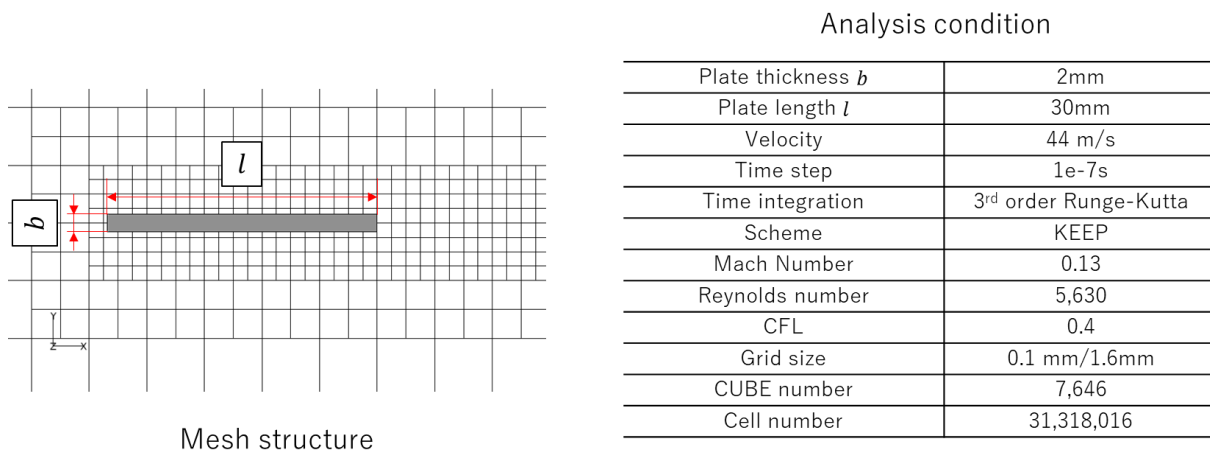 Analysis condition
l
b
Y
Z X
Mesh structure
Plate thickness b 2mm
Plate length l 30mm
Velocity 44 m/s
Time step 1e-7s
Time integration 3rd order Runge-Kutta
Scheme KEEP
Mach Number 0.13
Reynolds number 5,630
CFL 0.4
Grid size 0.1 mm/1.6mm
CUBE number 7,646
Cell number 31,318,016